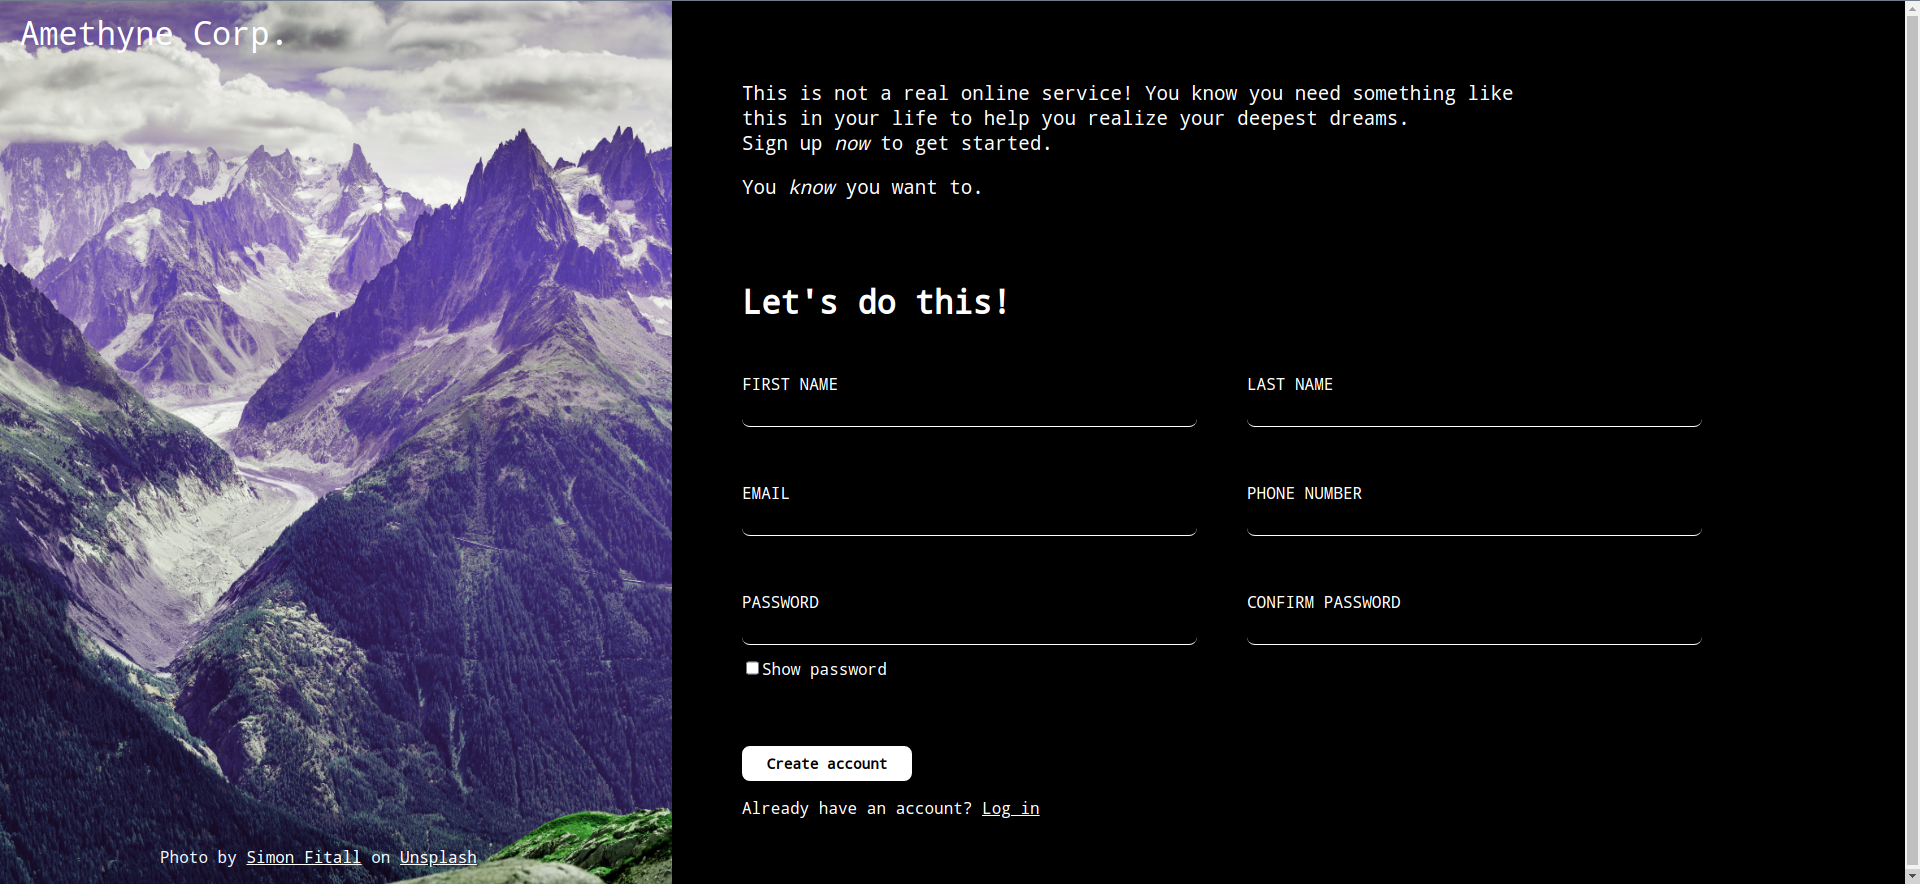 Amethyne Corp.
This is not a real online service! You know you need something like
this in your life to help you realize your deepest dreams.
Sign up now to get started.
You know you want to.
Let's do this!
FIRST NAME
LAST NAME
EMAIL
PHONE NUMBER
PASSWORD
CONFIRM PASSWORD
Show password
Create account
Already have an account? Log in
Photo by Simon Fitall on Unsplash